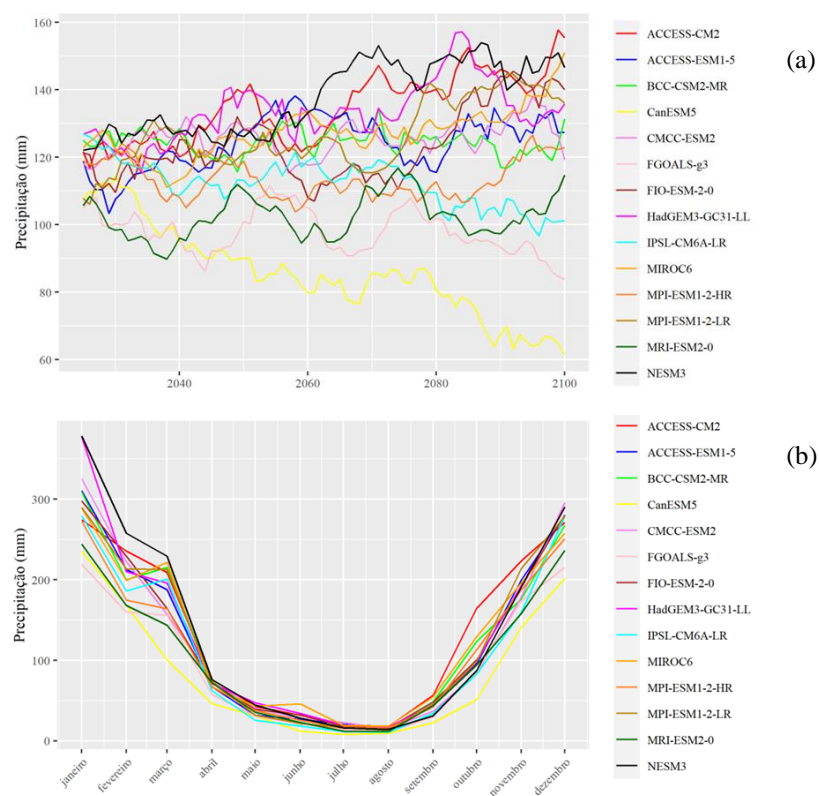 160
140
120
100
80
60
Precipitação (mm)
2040
2060
2080
2100
ACCESS-CM2
ACCESS-ESM1-5
BCC-CSM2-MR
CanESM5
CMCC-ESM2
FGOALS-g3
FIO-ESM-2-0
HadGEM3-GC31-LL
IPSL-CM6A-LR
MIROC6
MPI-ESM1-2-HR
MPI-ESM1-2-LR
MRI-ESM2-0
NESM3
(a)
300
200
100
0
Precipitação (mm)
janeiro
fevereiro
março
abril
maio
junho
julho
agosto
setembro
outubro
novembro
dezembro
ACCESS-CM2
ACCESS-ESM1-5
BCC-CSM2-MR
CanESM5
CMCC-ESM2
FGOALS-g3
FIO-ESM-2-0
HadGEM3-GC31-LL
IPSL-CM6A-LR
MIROC6
MPI-ESM1-2-HR
MPI-ESM1-2-LR
MRI-ESM2-0
NESM3
(b)